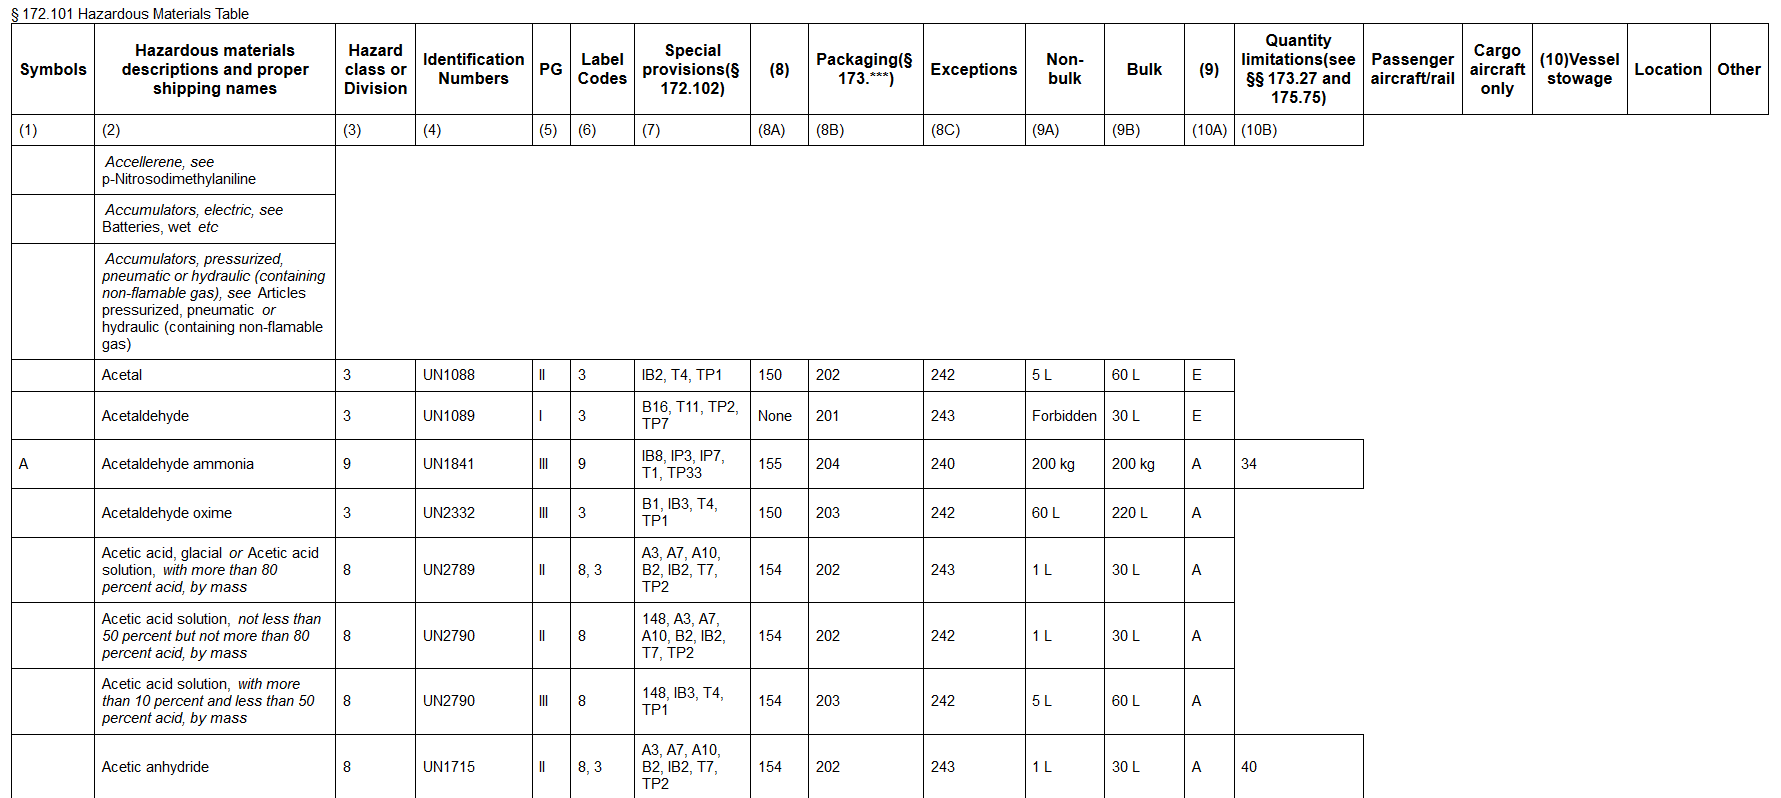 § 172.101 Hazardous Materials Table
Symbols
Hazardous materials
descriptions and proper
shipping names
Hazard
class or
Division
Identification
Numbers
PG
Label
Codes
Special
provisions(§
172.102)
(8)
Packaging(§
173.***)
Exceptions
Non-
bulk
Bulk
(9)
Quantity
limitations(see
§§ 173.27 and
175.75)
Passenger
aircraft/rail
Cargo
aircraft
only
(10)Vessel
stowage
Location
Other
(1) (2) (3) (4) (5) (6) (7) (8A) (8B) (8C) (9A) (9B) (10A) (10B)
Accellerene, see
p-Nitrosodimethylaniline
Accumulators, electric, see
Batteries, wet etc
Accumulators, pressurized,
pneumatic or hydraulic (containing
non-flamable gas), see Articles
pressurized, pneumatic or
hydraulic (containing non-flamable
gas)
Acetal 3 UN1088 II 3 IB2, T4, TP1 150 202 242 5 L 60 L E
Acetaldehyde 3 UN1089 I 3
B16, T11, TP2,
TP7
None 201 243 Forbidden 30 L E
A Acetaldehyde ammonia 9 UN1841 III 9
IB8, IP3, IP7,
T1, TP33
155 204 240 200 kg 200 kg A 34
Acetaldehyde oxime 3 UN2332 III 3
B1, IB3, T4,
TP1
150 203 242 60 L 220 L A
Acetic acid, glacial or Acetic acid
solution, with more than 80
percent acid, by mass
8 UN2789 II 8, 3
A3, A7, A10,
B2, IB2, T7,
TP2
154 202 243 1 L 30 L A
Acetic acid solution, not less than
50 percent but not more than 80
percent acid, by mass
8 UN2790 II 8
148, A3, A7,
A10, B2, IB2,
T7, TP2
154 202 242 1 L 30 L A
Acetic acid solution, with more
than 10 percent and less than 50
percent acid, by mass
8 UN2790 III 8
148, IB3, T4,
TP1
154 203 242 5 L 60 L A
Acetic anhydride 8 UN1715 II 8, 3
A3, A7, A10,
B2, IB2, T7,
TP2
154 202 243 1 L 30 L A 40